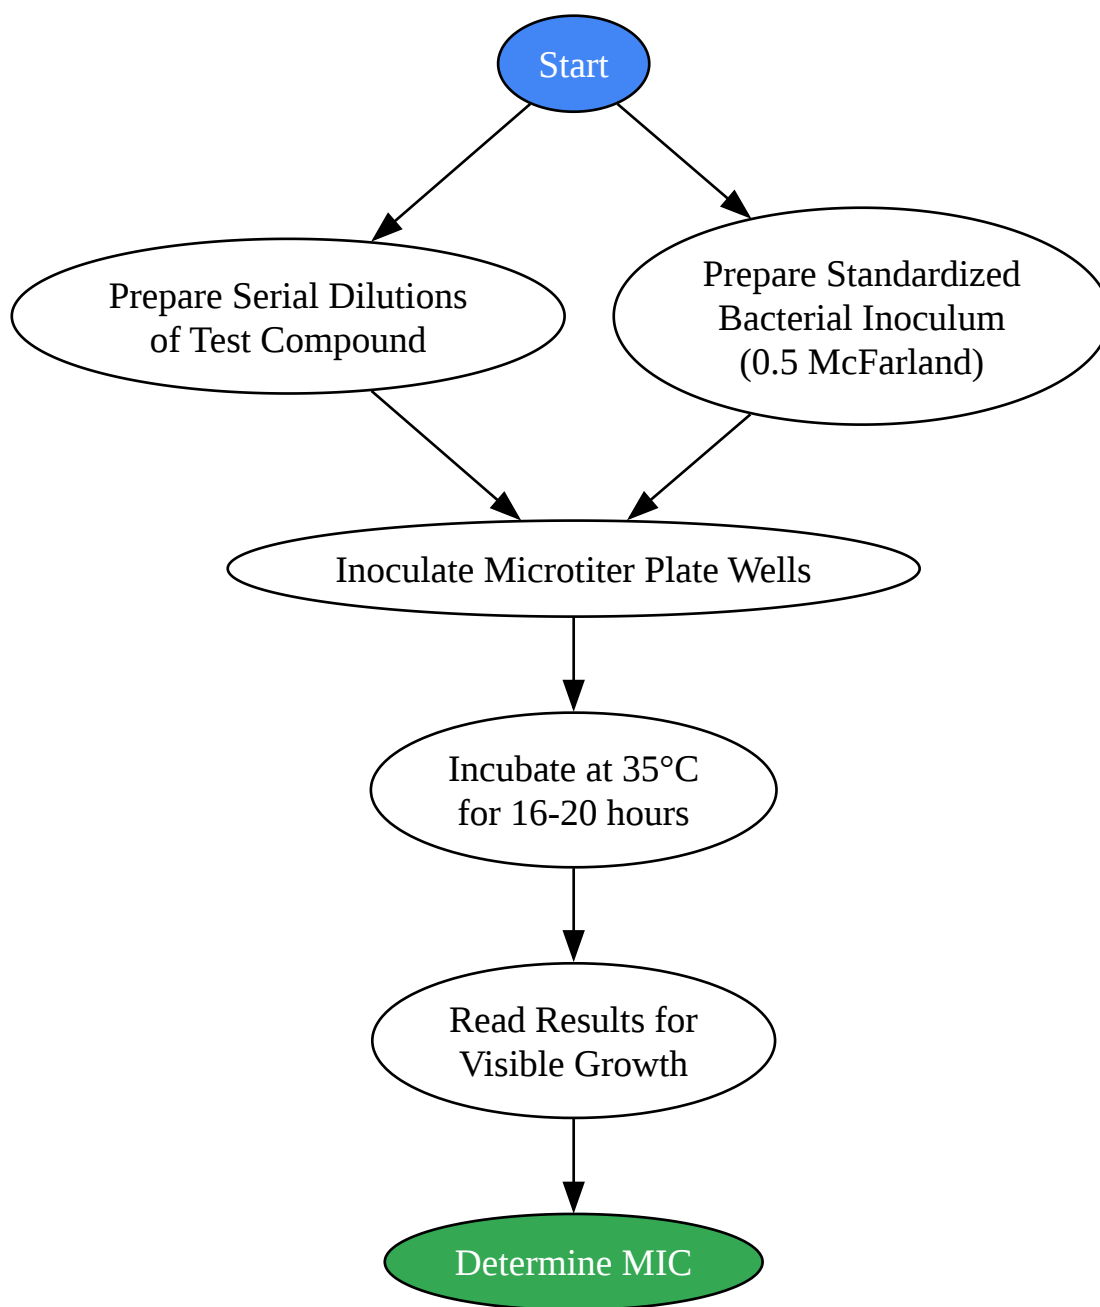 Start
Prepare Serial Dilutions
of Test Compound
Prepare Standardized
Bacterial Inoculum
(0.5 McFarland)
Inoculate Microtiter Plate Wells
Incubate at 35°C
for 16-20 hours
Read Results for
Visible Growth
Determine MIC